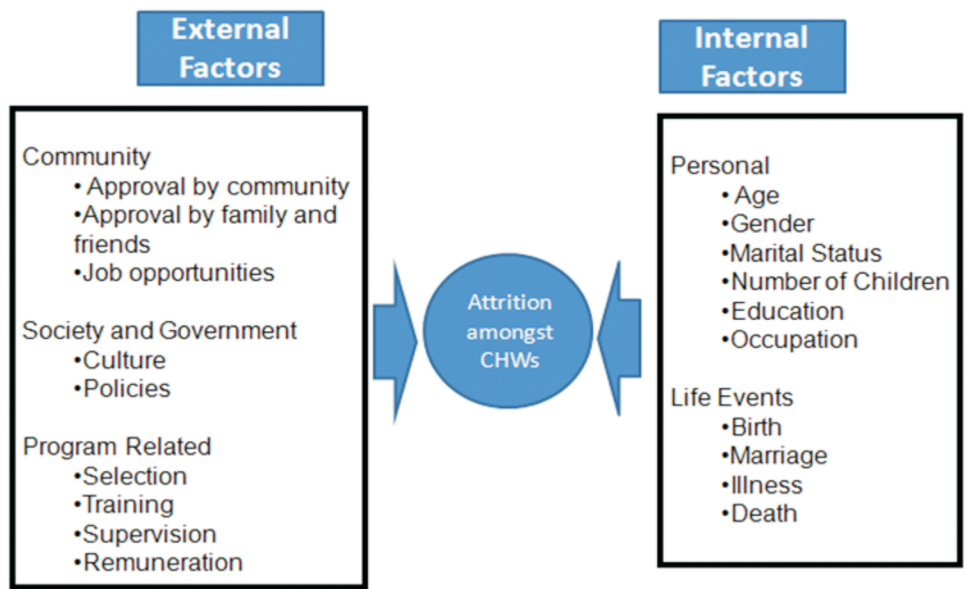 External
Factors
Community
• Approval by community
•Approval by family and
friends
•Job opportunities
Society and Government
•Culture
•Policies
Program Related
•Selection
•Training
•Supervision
•Remuneration
Attrition
amongst
CHWs
Internal
Factors
Personal
• Age
•Gender
•Marital Status
•Number of Children
•Education
•Occupation
Life Events
•Birth
•Marriage
•Illness
•Death